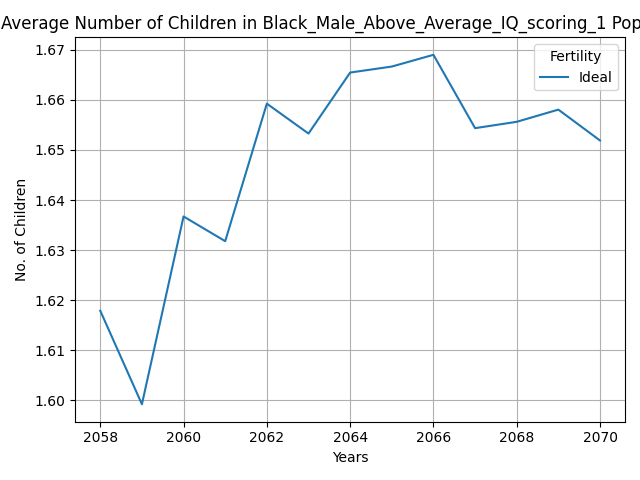 Average Number of Children in Black_Male_Above_Average_IQ_scoring_1 Pop
1.67
1.66
1.65
1.64
1.63
1.62
1.61
1.60
No. of Children
Fertility
Ideal
2058 2060 2062 2064 2066 2068 2070
Years